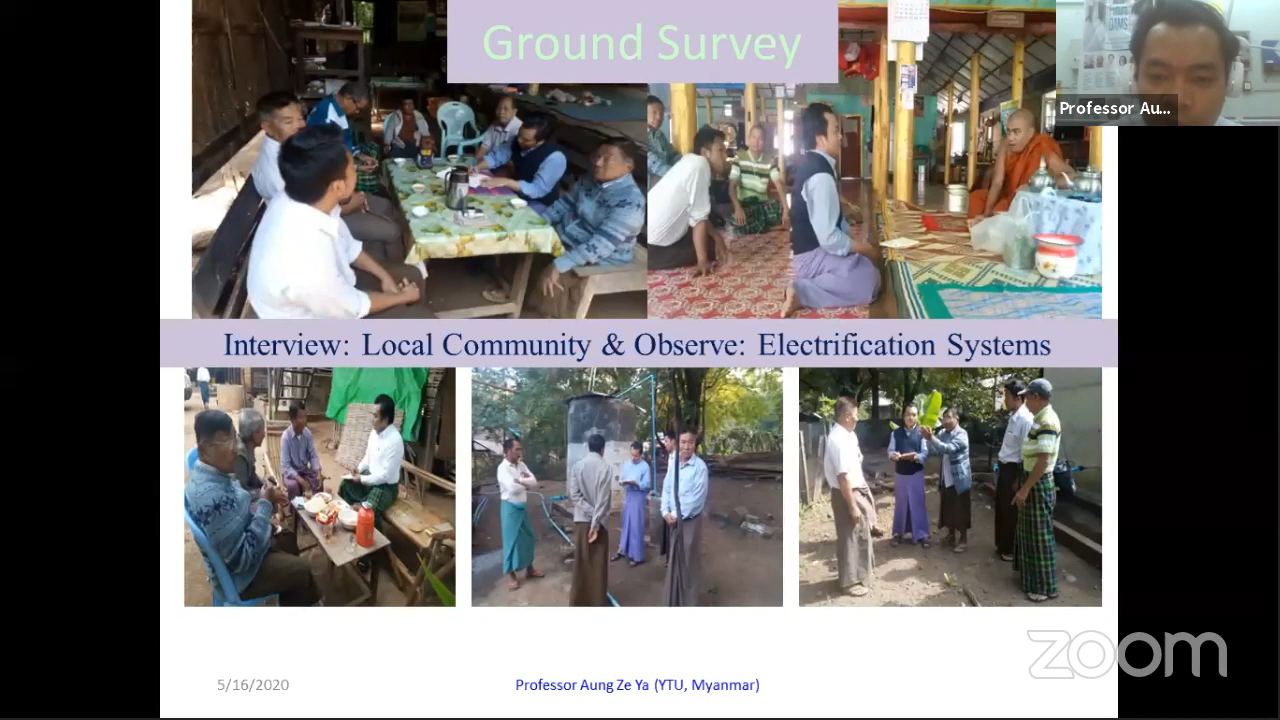 Ground Survey
Professor Au...
Interview: Local Community & Observe: Electrification Systems
zoom
5/16/2020
Professor Aung Ze Ya (YTU, Myanmar)